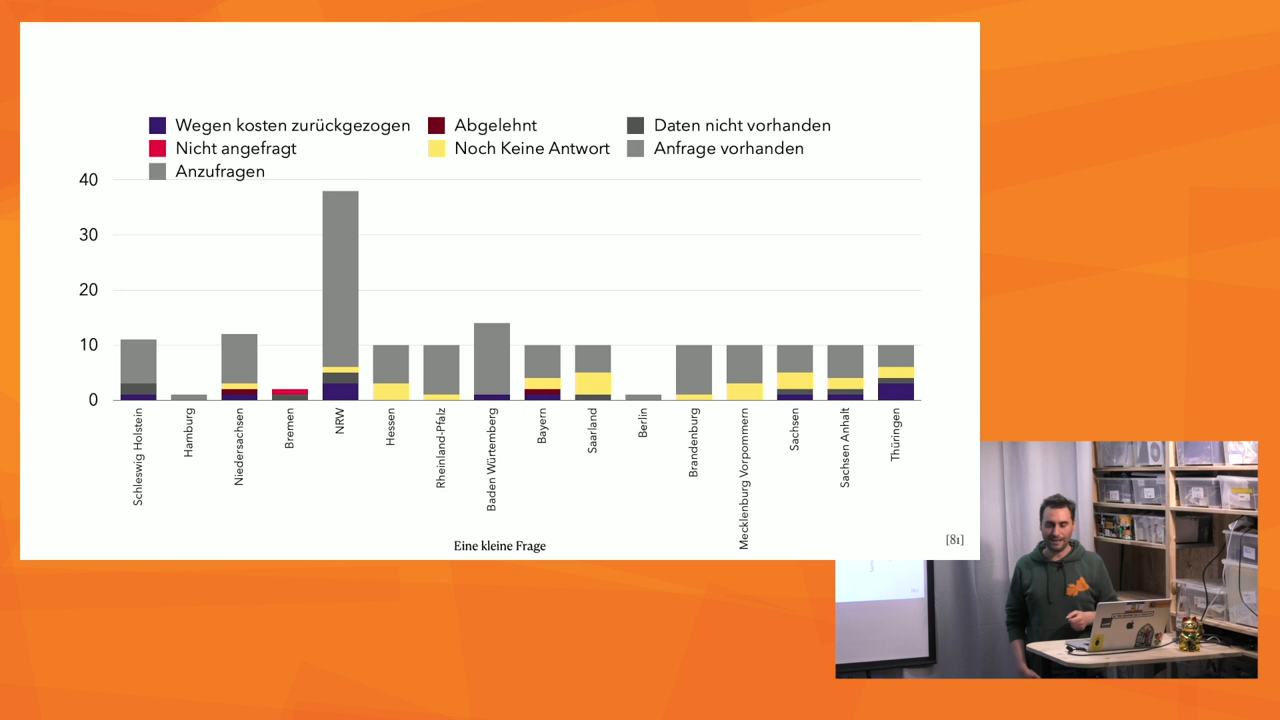 Wegen kosten zurückgezogen
Abgelehnt
Daten nicht vorhanden
Nicht angefragt
Noch Keine Antwort
Anfrage vorhanden
Anzufragen
40
30
20
10
0
Schleswig Holstein
Hamburg
Niedersachsen
Bremen
NRW
Hessen
Rheinland-Pfalz
Baden Würtemberg
Bayern
Saarland
Berlin
Brandenburg
Mecklenburg Vorpommern
Sachsen
Sachsen Anhalt
Thüringen
Eine kleine Frage
[81]